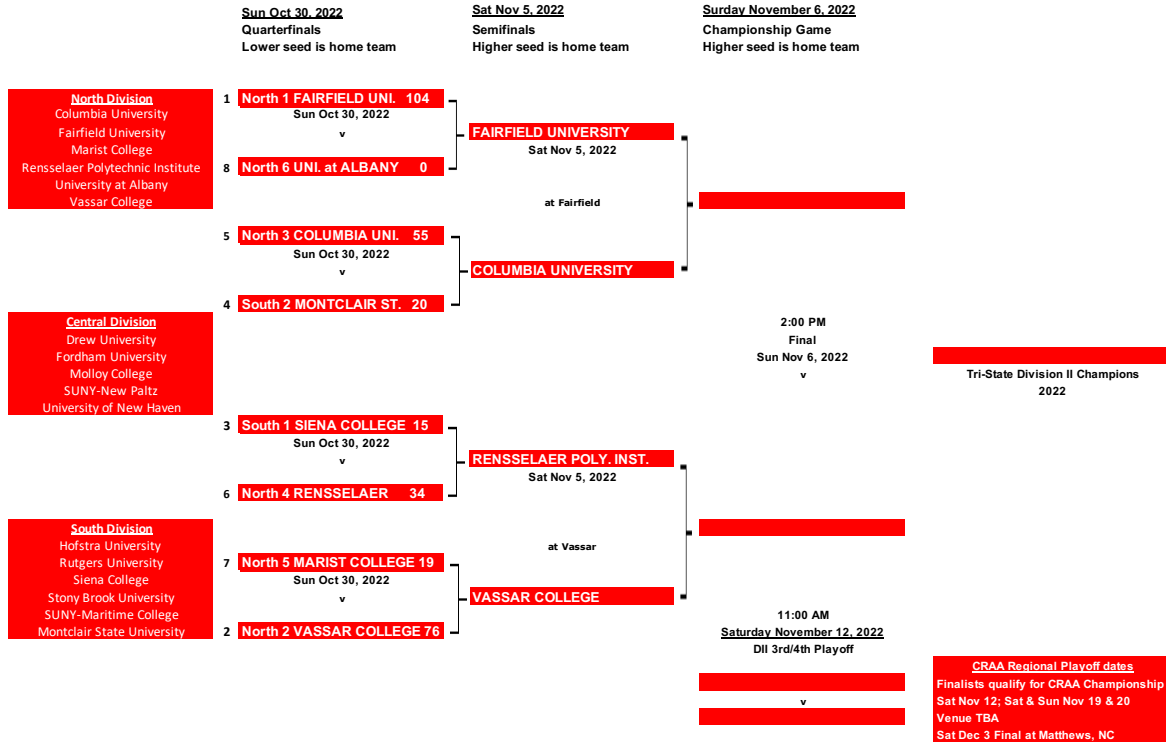 Sun Oct 30, 2022
Quarterfinals
Lower seed is home team
Sat Nov 5, 2022
Semifinals
Higher seed is home team
Surday November 6, 2022
Championship Game
Higher seed is home team
North Division
Columbia University
Fairfield University
Marist College
Rensselaer Polytechnic Institute
University at Albany
Vassar College
1 North 1 FAIRFIELD UNI. 104
Sun Oct 30, 2022
v
8 North 6 UNI. at ALBANY 0
FAIRFIELD UNIVERSITY
Sat Nov 5, 2022
at Fairfield
5 North 3 COLUMBIA UNI. 55
Sun Oct 30, 2022
v
4 South 2 MONTCLAIR ST. 20
COLUMBIA UNIVERSITY
Central Division
Drew University
Fordham University
Molloy College
SUNY-New Paltz
University of New Haven
2:00 PM
Final
Sun Nov 6, 2022
v
Tri-State Division II Champions
2022
3 South 1 SIENA COLLEGE 15
Sun Oct 30, 2022
v
6 North 4 RENSSELAER 34
RENSSELAER POLY. INST.
Sat Nov 5, 2022
at Vassar
South Division
Hofstra University
Rutgers University
Siena College
Stony Brook University
SUNY-Maritime College
Montclair State University
7 North 5 MARIST COLLEGE 19
Sun Oct 30, 2022
v
2 North 2 VASSAR COLLEGE 76
VASSAR COLLEGE
11:00 AM
Saturday November 12, 2022
DII 3rd/4th Playoff
v
CRAA Regional Playoff dates
Finalists qualify for CRAA Championship
Sat Nov 12; Sat & Sun Nov 19 & 20
Venue TBA
Sat Dec 3 Final at Matthews, NC